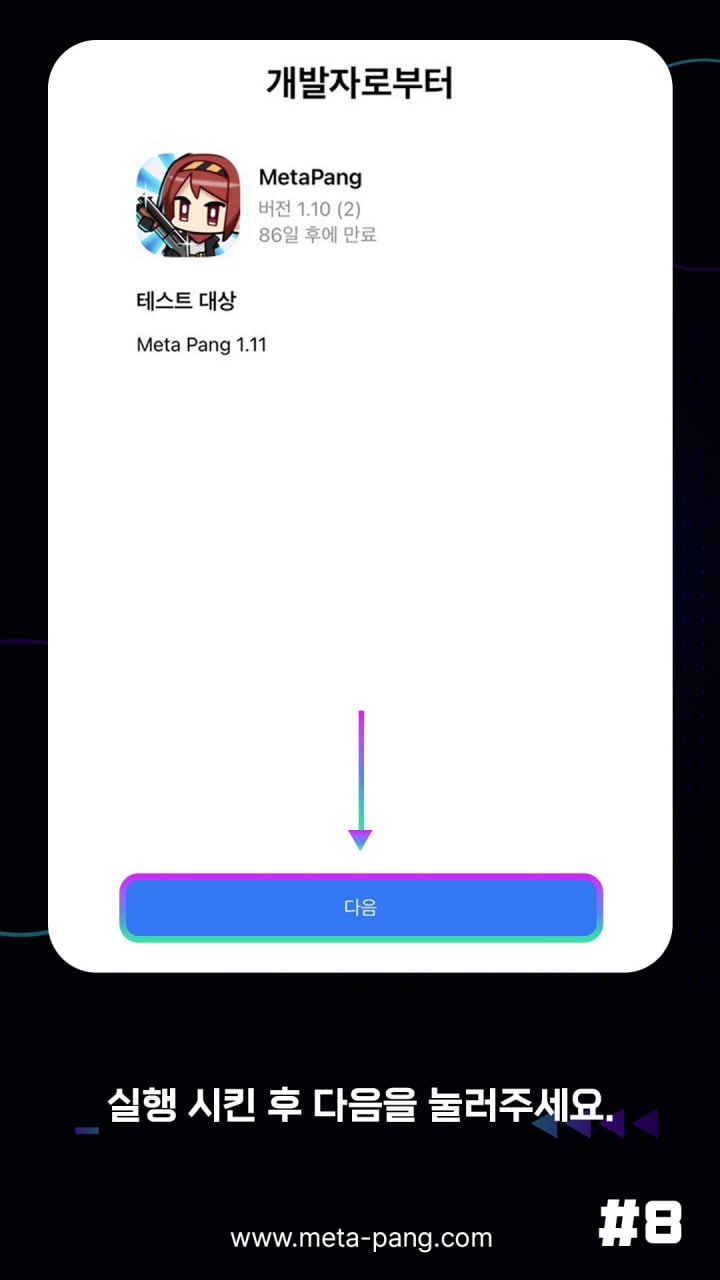 개발자로부터
MetaPang
버전 1.10 (2)
86일 후에 만료
테스트 대상
Meta Pang 1.11
다음
실행 시킨 후 다음을 눌러주세요.
#8
www.meta-pang.com